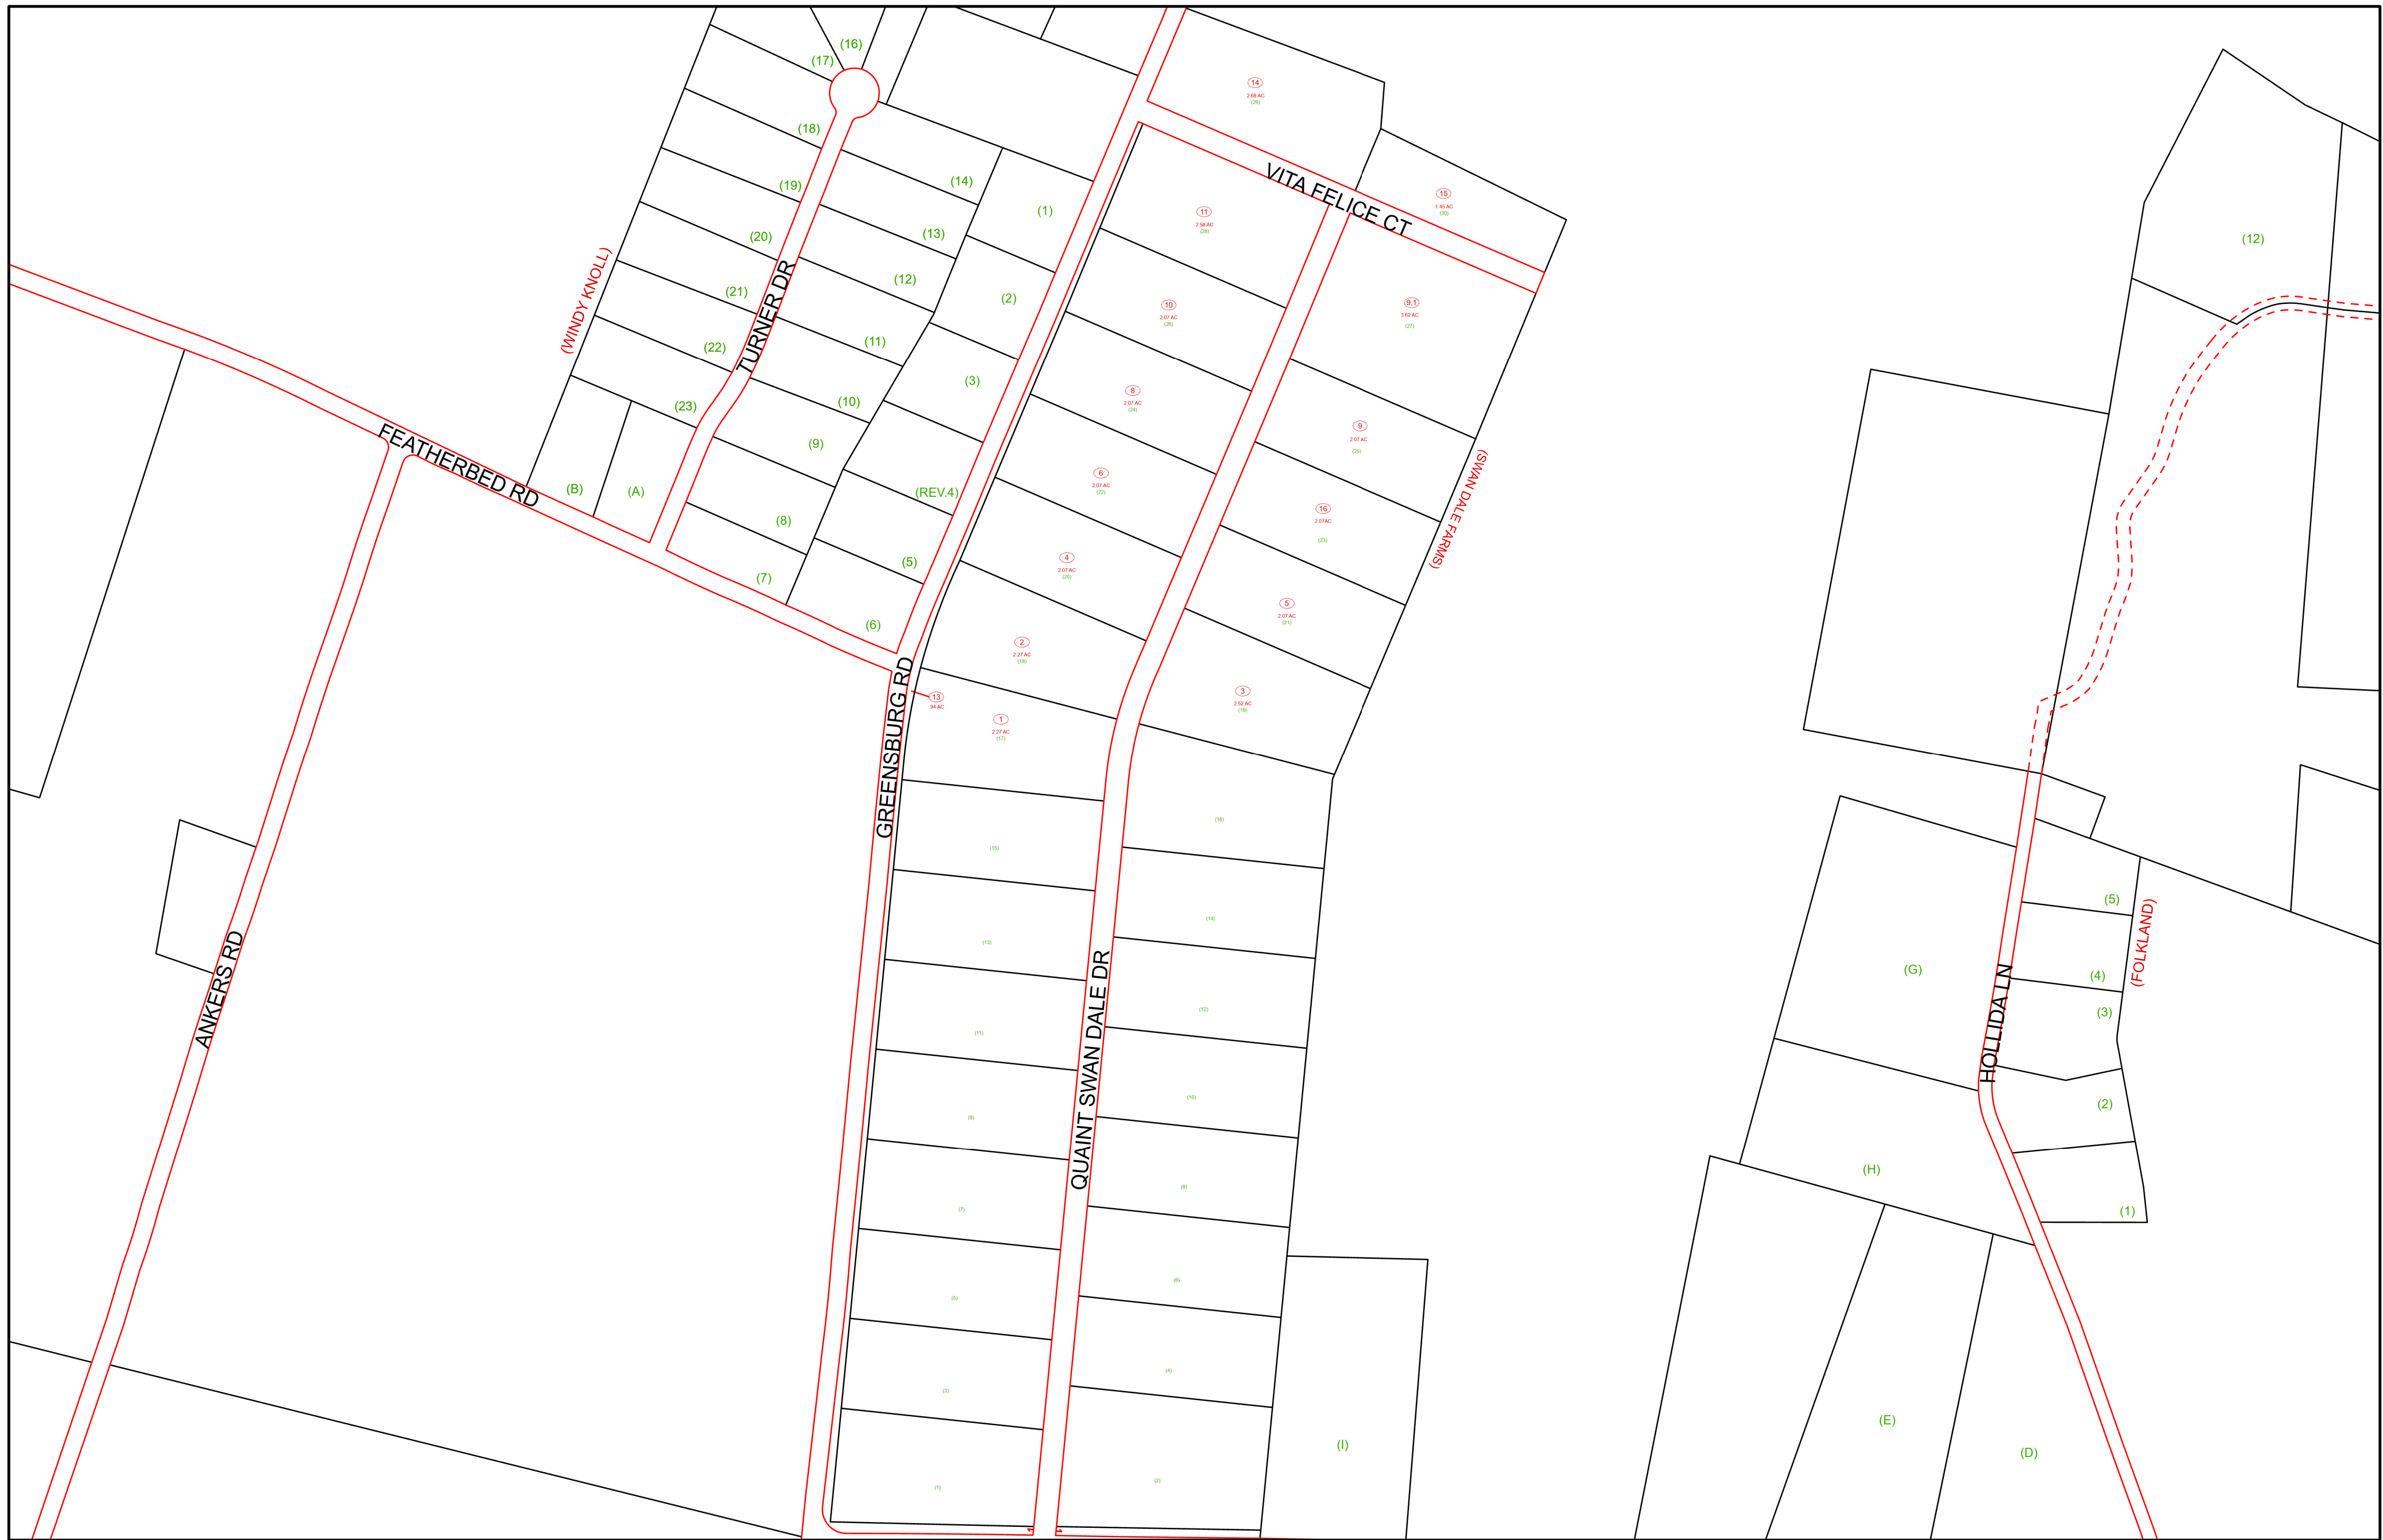 (16)
(17)
(18)
(19)
(20)
(21)
(22)
(23)
(B)
(A)
(WINDY KNOLL)
TURNER DR
(14)
(13)
(12)
(11)
(10)
(9)
(8)
(7)
(1)
(2)
(3)
(REV.4)
(5)
(6)
FEATHERBED RD
ANKERS RD
GREENSBURG RD
14
2.68 AC
(29)
VITA FELICE CT
15
1.45 AC
(30)
11
2.58 AC
(28)
10
2.07 AC
(26)
8
2.07 AC
(24)
6
2.07 AC
(22)
4
2.07 AC
(20)
2
2.27 AC
(18)
13
.94 AC
1
2.27 AC
(17)
9.1
3.62 AC
(27)
9
2.07 AC
(25)
16
2.07AC
(23)
5
2.07 AC
(21)
3
2.52 AC
(19)
(SWAN DALE FARMS)
(15)
(13)
(11)
(9)
(7)
(5)
(3)
(1)
QUAINT SWAN DALE DR
(16)
(14)
(12)
(10)
(8)
(6)
(4)
(2)
(I)
(12)
(G)
(H)
(E)
(D)
HOLLIDA LN
(5)
(4)
(3)
(2)
(1)
(FOLKLAND)